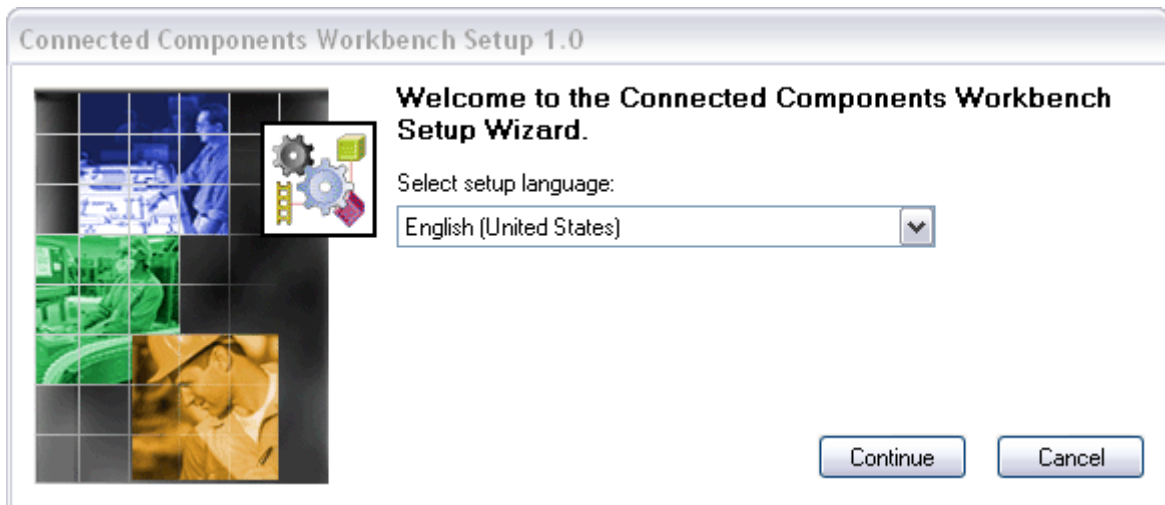 Connected Components Workbench Setup 1.0
Welcome to the Connected Components Workbench
Setup Wizard.
Select setup language:
English (United States)
Continue
Cancel